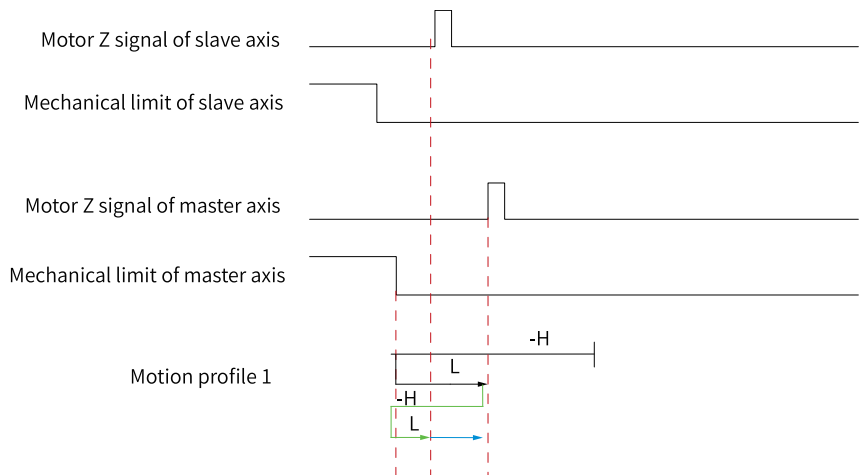 Motor Z signal of slave axis
Mechanical limit of slave axis
Motor Z signal of master axis
Mechanical limit of master axis
-H
L
Motion profile 1
-H
L